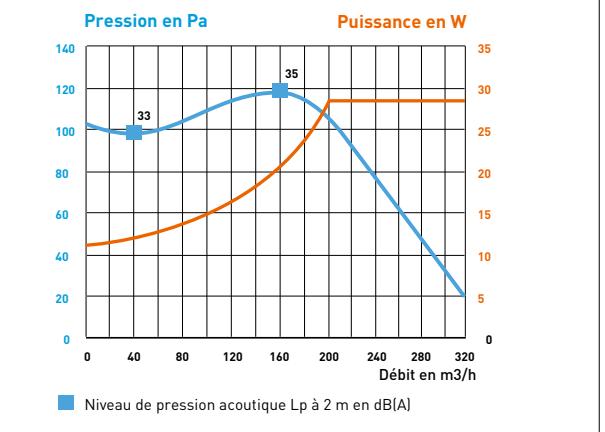 Pression en Pa Puissance en W
140 35
35
120 30
33
100 25
80 20
60 15
40 10
20 5
0 0
0 40 80 120 160 200 240 280 320
Débit en m3/h
Niveau de pression acoutique Lp à 2 m en dB(A)